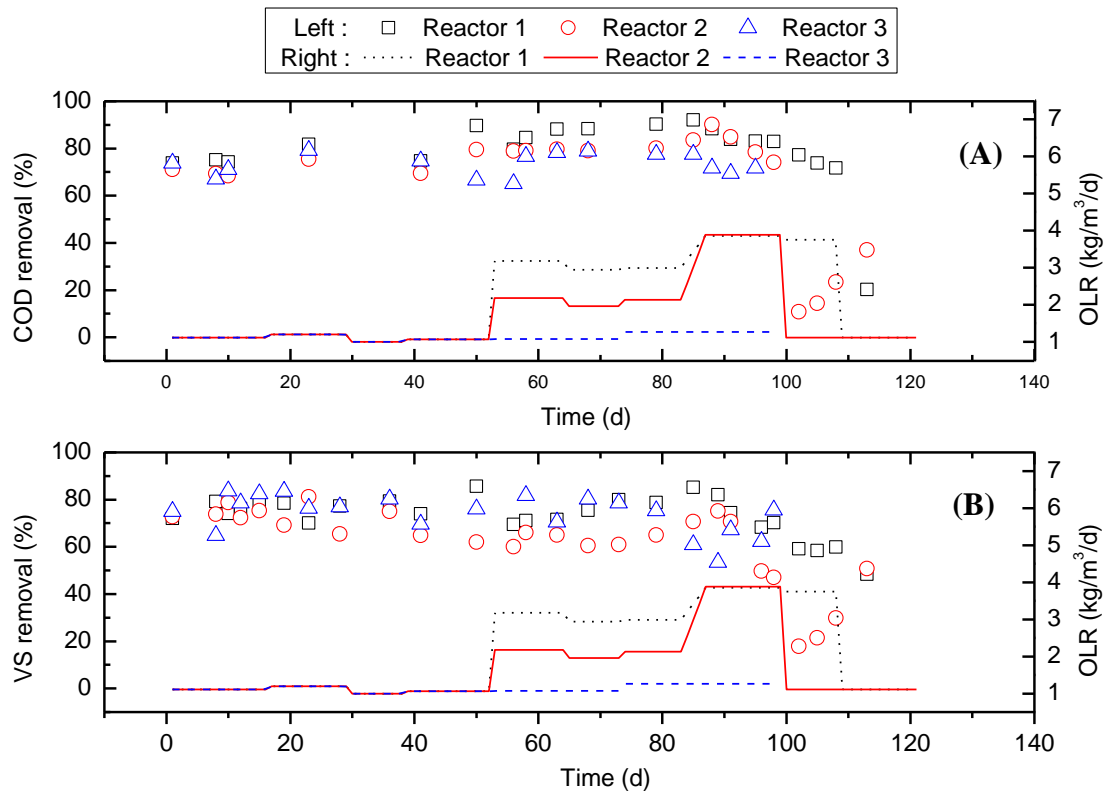 Left : Reactor 1 Reactor 2 Reactor 3
Right : Reactor 1 Reactor 2 Reactor 3
100
80
60
40
20
0
COD removal (%)
(A)
7
6
5
4
3
2
1
OLR (kg/m³/d)
0 20 40 60 80 100 120 140
Time (d)
100
80
60
40
20
0
VS removal (%)
(B)
7
6
5
4
3
2
1
OLR (kg/m³/d)
0 20 40 60 80 100 120 140
Time (d)